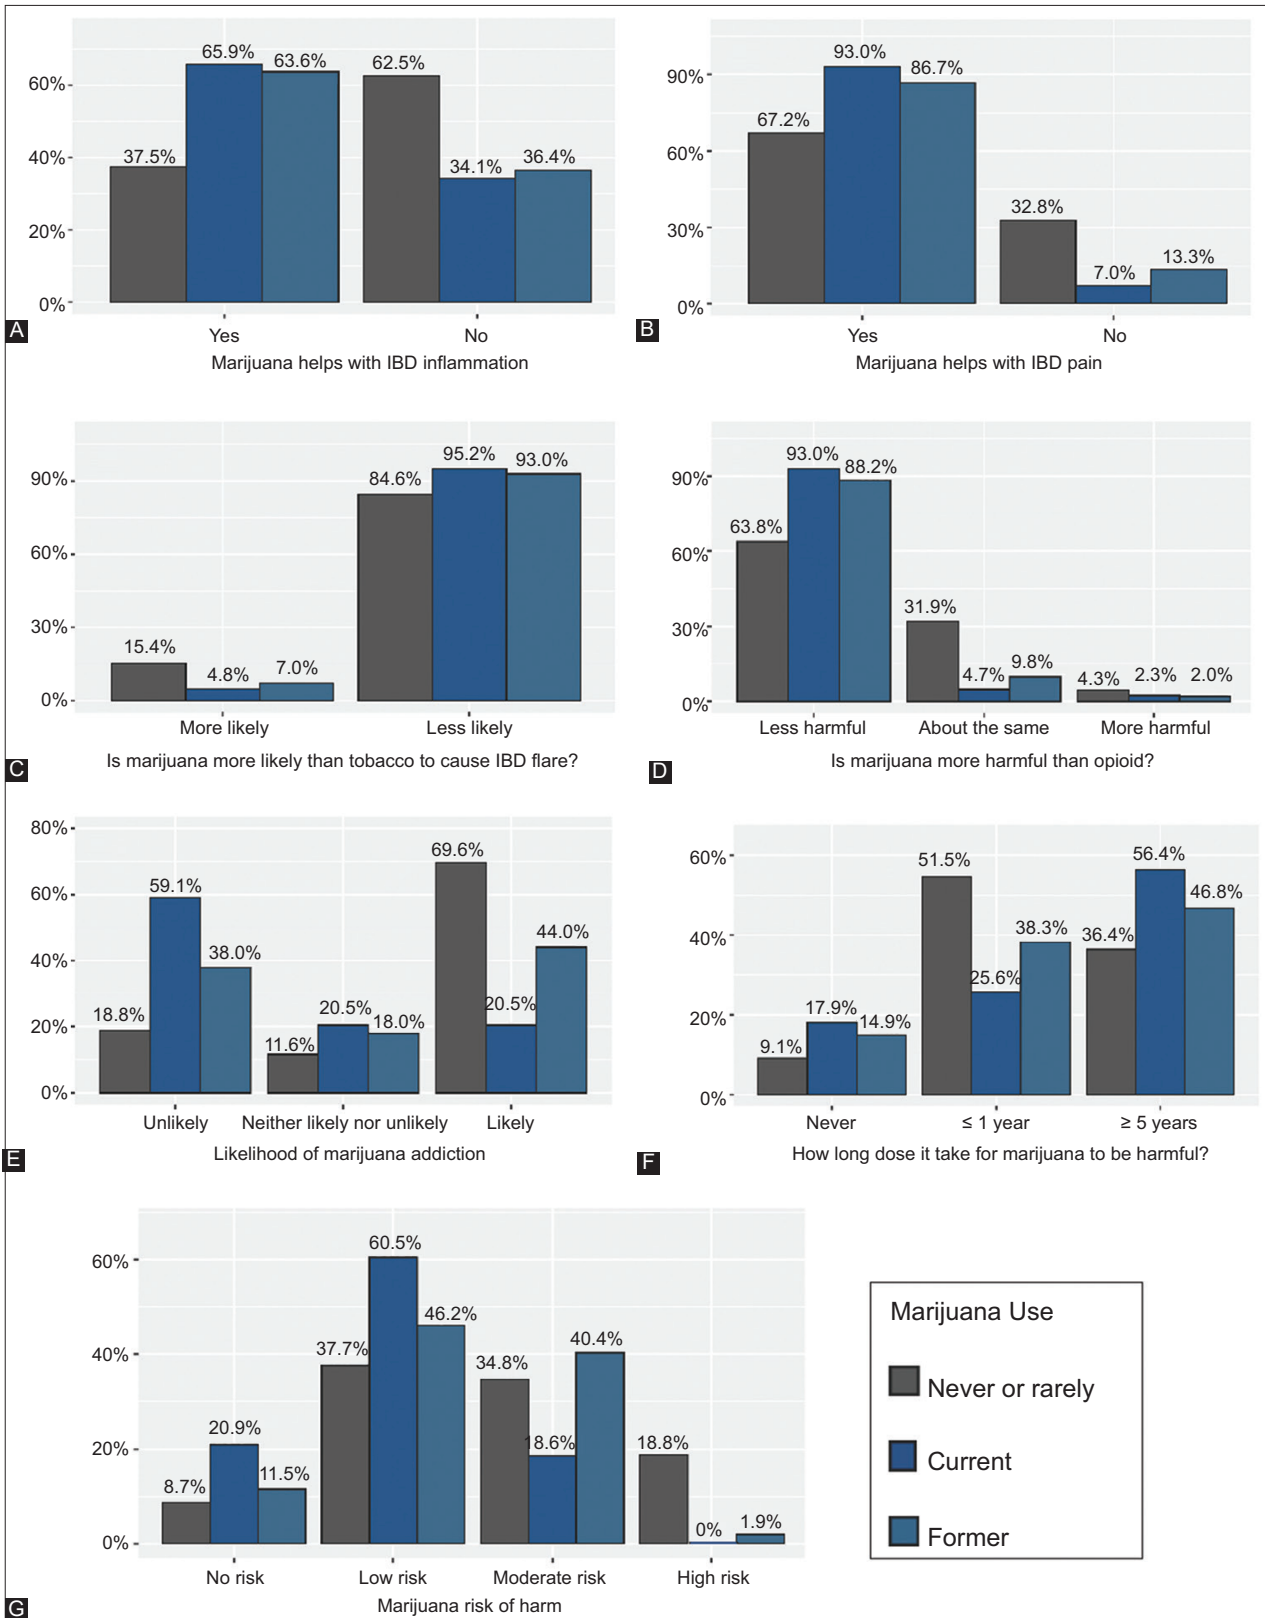 65.9%
63.6%
62.5%
60%
37.5%
40%
34.1%
36.4%
20%
0%
A
Yes
No
Marijuana helps with IBD inflammation
93.0%
86.7%
90%
67.2%
60%
32.8%
30%
7.0%
13.3%
0%
B
Yes
No
Marijuana helps with IBD pain
95.2%
93.0%
84.6%
90%
60%
30%
15.4%
4.8%
7.0%
0%
More likely
Less likely
C
Is marijuana more likely than tobacco to cause IBD flare?
93.0%
88.2%
90%
63.8%
60%
31.9%
30%
4.7%
9.8%
4.3%
2.3%
2.0%
0%
Less harmful
About the same
More harmful
D
Is marijuana more harmful than opioid?
80%
69.6%
60%
59.1%
44.0%
40%
38.0%
20%
18.8%
11.6%
20.5%
18.0%
20.5%
0%
Unlikely
Neither likely nor unlikely
Likely
E
Likelihood of marijuana addiction
60%
51.5%
56.4%
46.8%
40%
38.3%
36.4%
25.6%
20%
17.9%
14.9%
9.1%
0%
Never
≤ 1 year
≥ 5 years
F
How long dose it take for marijuana to be harmful?
60.5%
60%
46.2%
40%
37.7%
34.8%
40.4%
20%
20.9%
18.6%
18.8%
8.7%
11.5%
0%
1.9%
0%
No risk
Low risk
Moderate risk
High risk
G
Marijuana risk of harm
Marijuana Use
Never or rarely
Current
Former